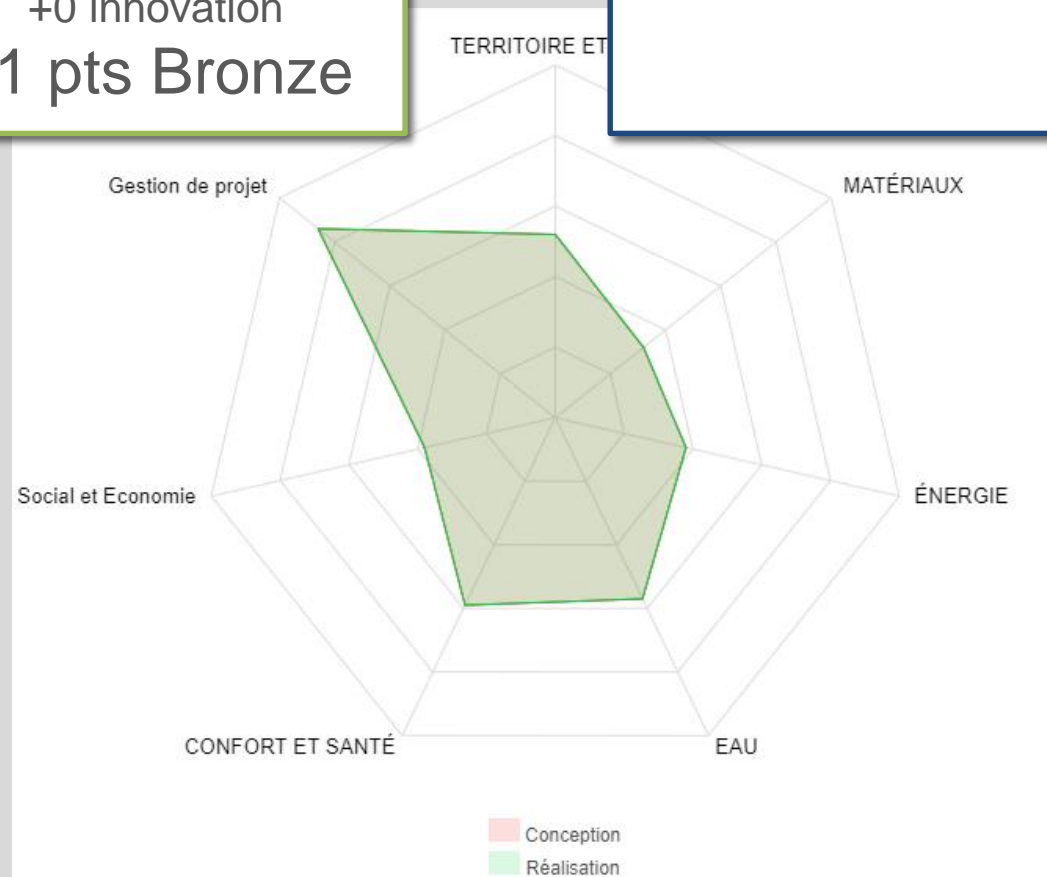 +0 innovation
1 pts Bronze
TERRITOIRE ET
Gestion de projet
MATÉRIAUX
Social et Economie
ÉNERGIE
CONFORT ET SANTÉ
EAU
Conception
Réalisation